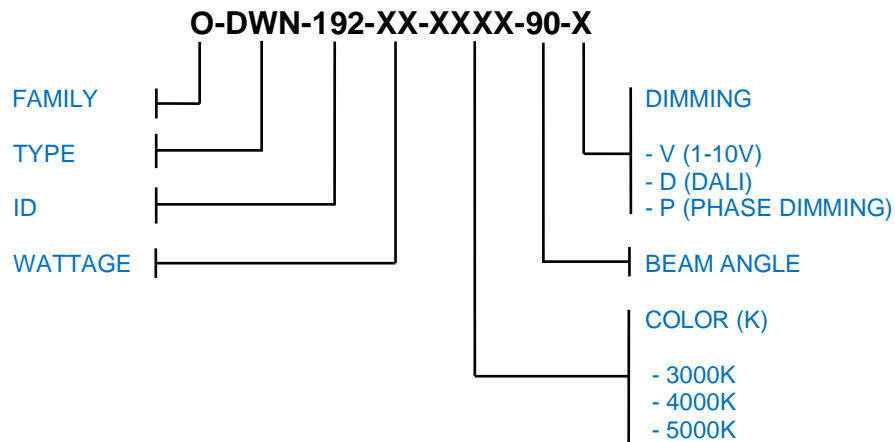 O-DWN-192-XX-XXXX-90-X
FAMILY
TYPE
ID
WATTAGE
DIMMING
- V (1-10V)
- D (DALI)
- P (PHASE DIMMING)
BEAM ANGLE
COLOR (K)
- 3000K
- 4000K
- 5000K